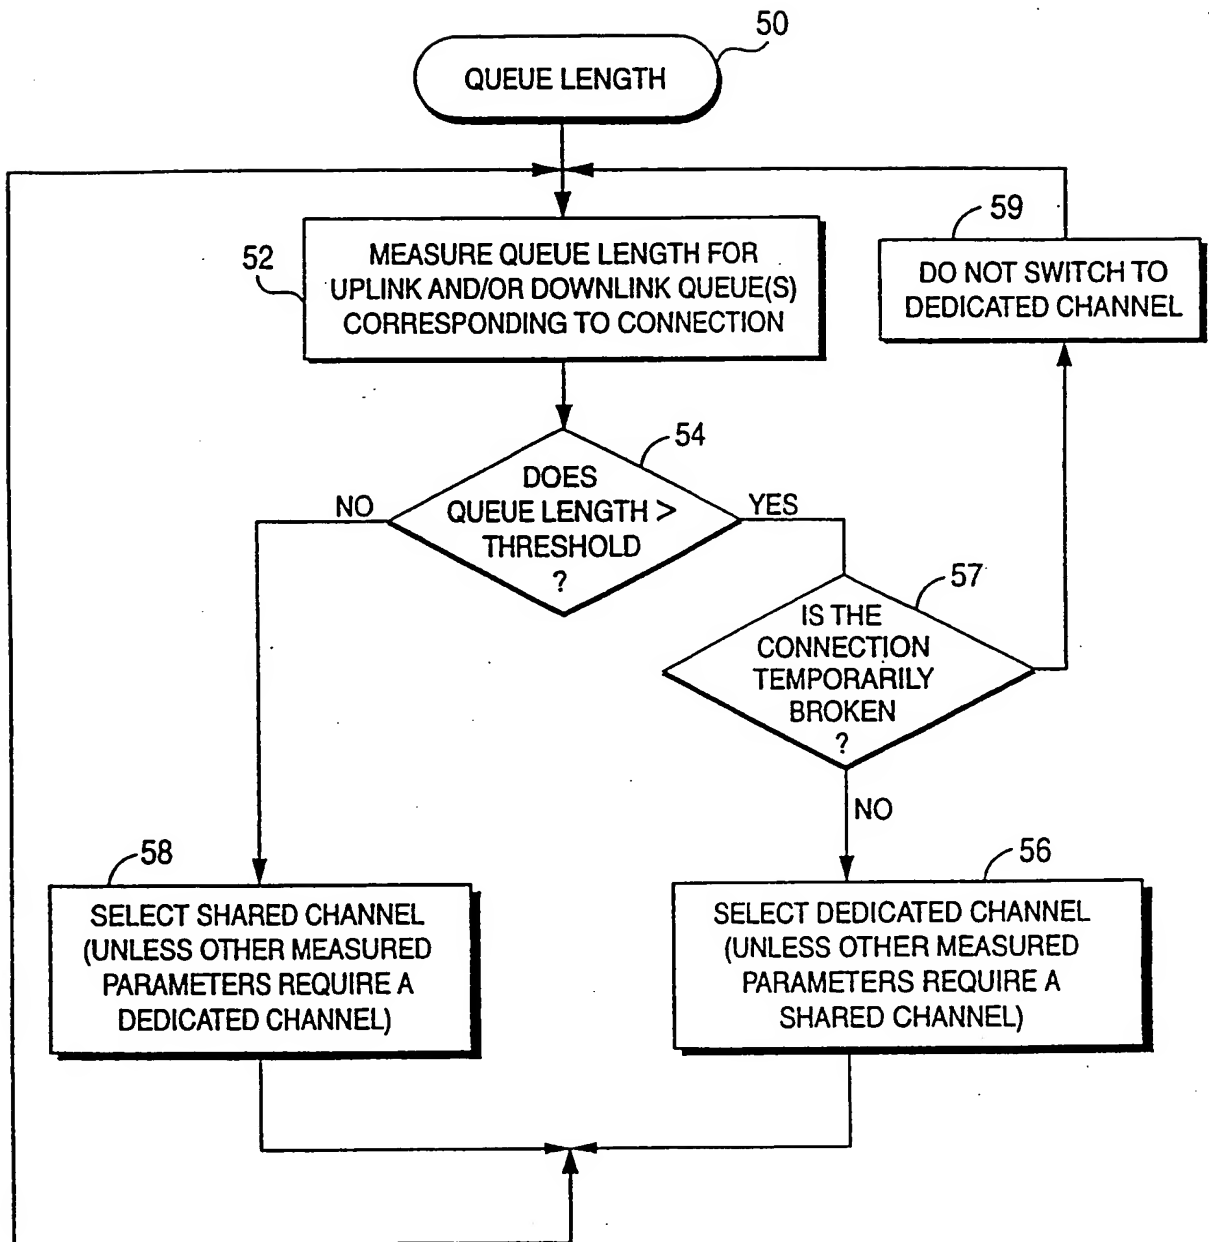 50
QUEUE LENGTH
59
52
MEASURE QUEUE LENGTH FOR
UPLINK AND/OR DOWNLINK QUEUE(S)
CORRESPONDING TO CONNECTION
DO NOT SWITCH TO
DEDICATED CHANNEL
54
NO
DOES
QUEUE LENGTH >
THRESHOLD
?
YES
57
IS THE
CONNECTION
TEMPORARILY
BROKEN
?
NO
58
SELECT SHARED CHANNEL
(UNLESS OTHER MEASURED
PARAMETERS REQUIRE A
DEDICATED CHANNEL)
56
SELECT DEDICATED CHANNEL
(UNLESS OTHER MEASURED
PARAMETERS REQUIRE A
SHARED CHANNEL)